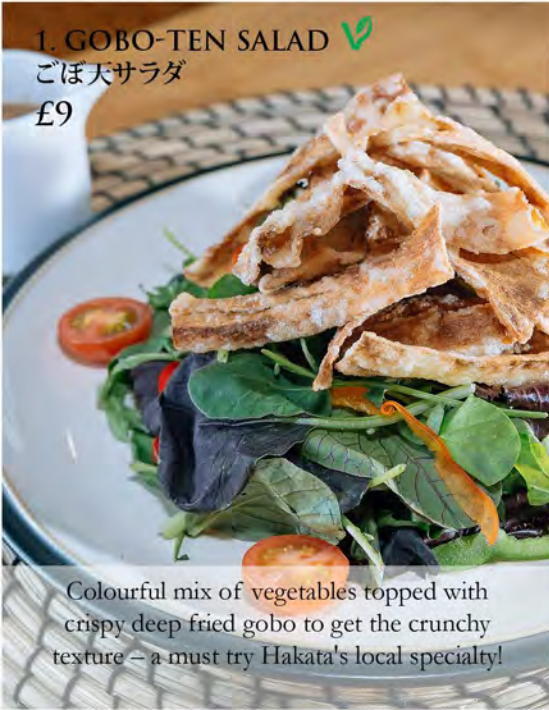 1. GOBO-TEN SALAD
ごぼ天サラダ
£9
Colourful mix of vegetables topped with
crispy deep fried gobo to get the crunchy
texture – a must try Hakata's local specialty!